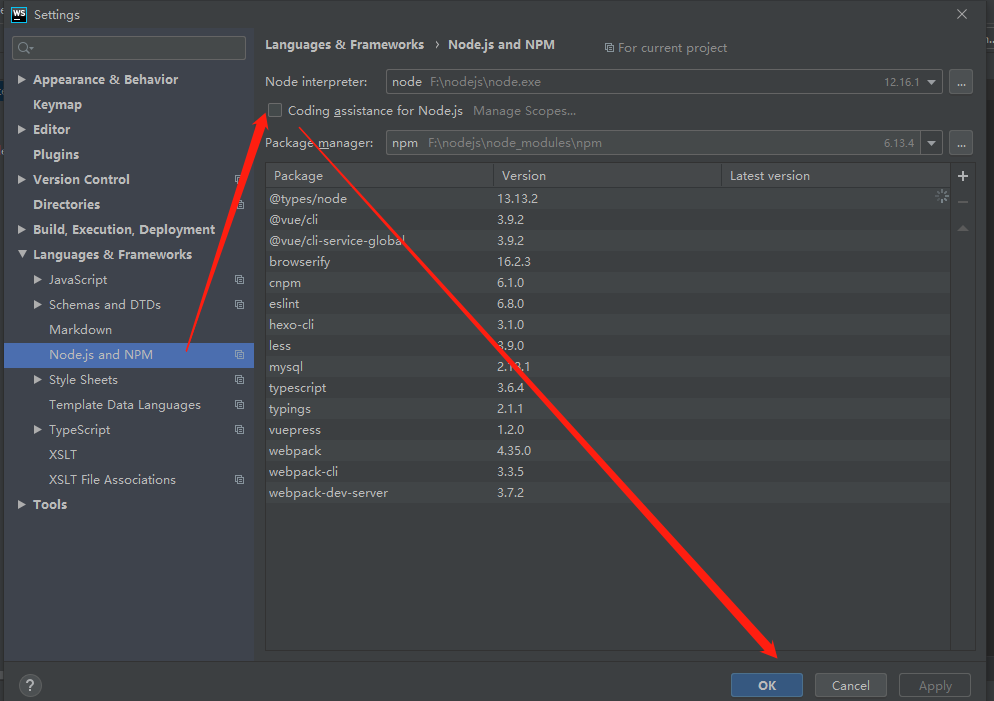 WS Settings
Languages & Frameworks › Node.js and NPM For current project
Appearance & Behavior
Keymap
Editor
Plugins
Version Control
Directories
Build, Execution, Deployment
Languages & Frameworks
JavaScript
Schemas and DTDs
Markdown
Node.js and NPM
Style Sheets
Template Data Languages
TypeScript
XSLT
XSLT File Associations
Tools
Node interpreter: node F:\nodejs\node.exe 12.16.1 ...
Coding assistance for Node.js Manage Scopes...
Package manager: npm F:\nodejs\node_modules\npm 6.13.4 ...
Package Version Latest version
@types/node 13.13.2
@vue/cli 3.9.2
@vue/cli-service-global 3.9.2
browserify 16.2.3
cnpm 6.1.0
eslint 6.8.0
hexo-cli 3.1.0
less 3.9.0
mysql
typescript 3.6.4
typings 2.1.1
vuepress 1.2.0
webpack 4.35.0
webpack-cli 3.3.5
webpack-dev-server 3.7.2
? OK Cancel Apply